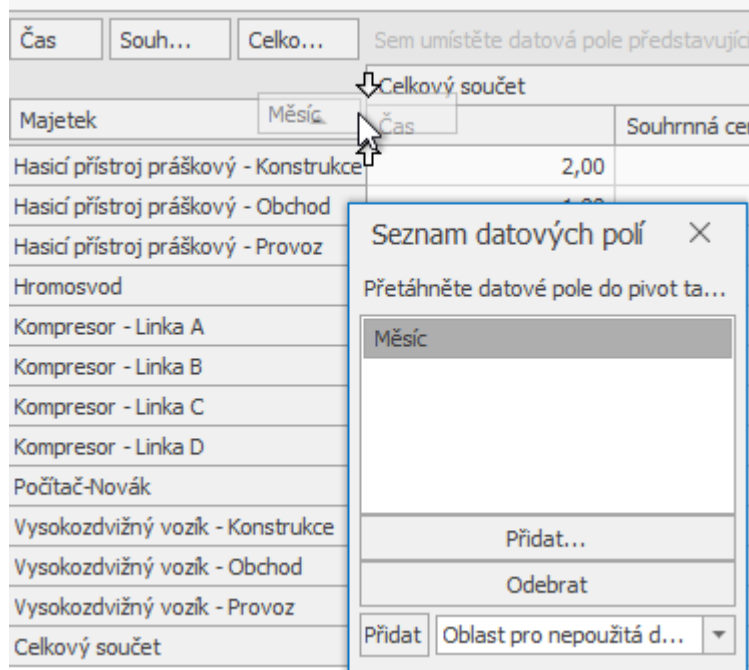 Čas Souh... Celko... Sem umístěte datová pole představujíc
Celkový součet
Majetek Měsíc Čas Souhrnná ce
Hasicí přístroj práškový - Konstrukce 2,00
Hasicí přístroj práškový - Obchod
Hasicí přístroj práškový - Provoz
Hromosvod
Kompresor - Linka A
Kompresor - Linka B
Kompresor - Linka C
Kompresor - Linka D
Počítač-Novák
Vysokozdvižný vozík - Konstrukce
Vysokozdvižný vozík - Obchod
Vysokozdvižný vozík - Provoz
Celkový součet
Seznam datových polí
Přetáhněte datové pole do pivot ta...
Měsíc
Přidat...
Odebrat
Přidat Oblast pro nepoužitá d...